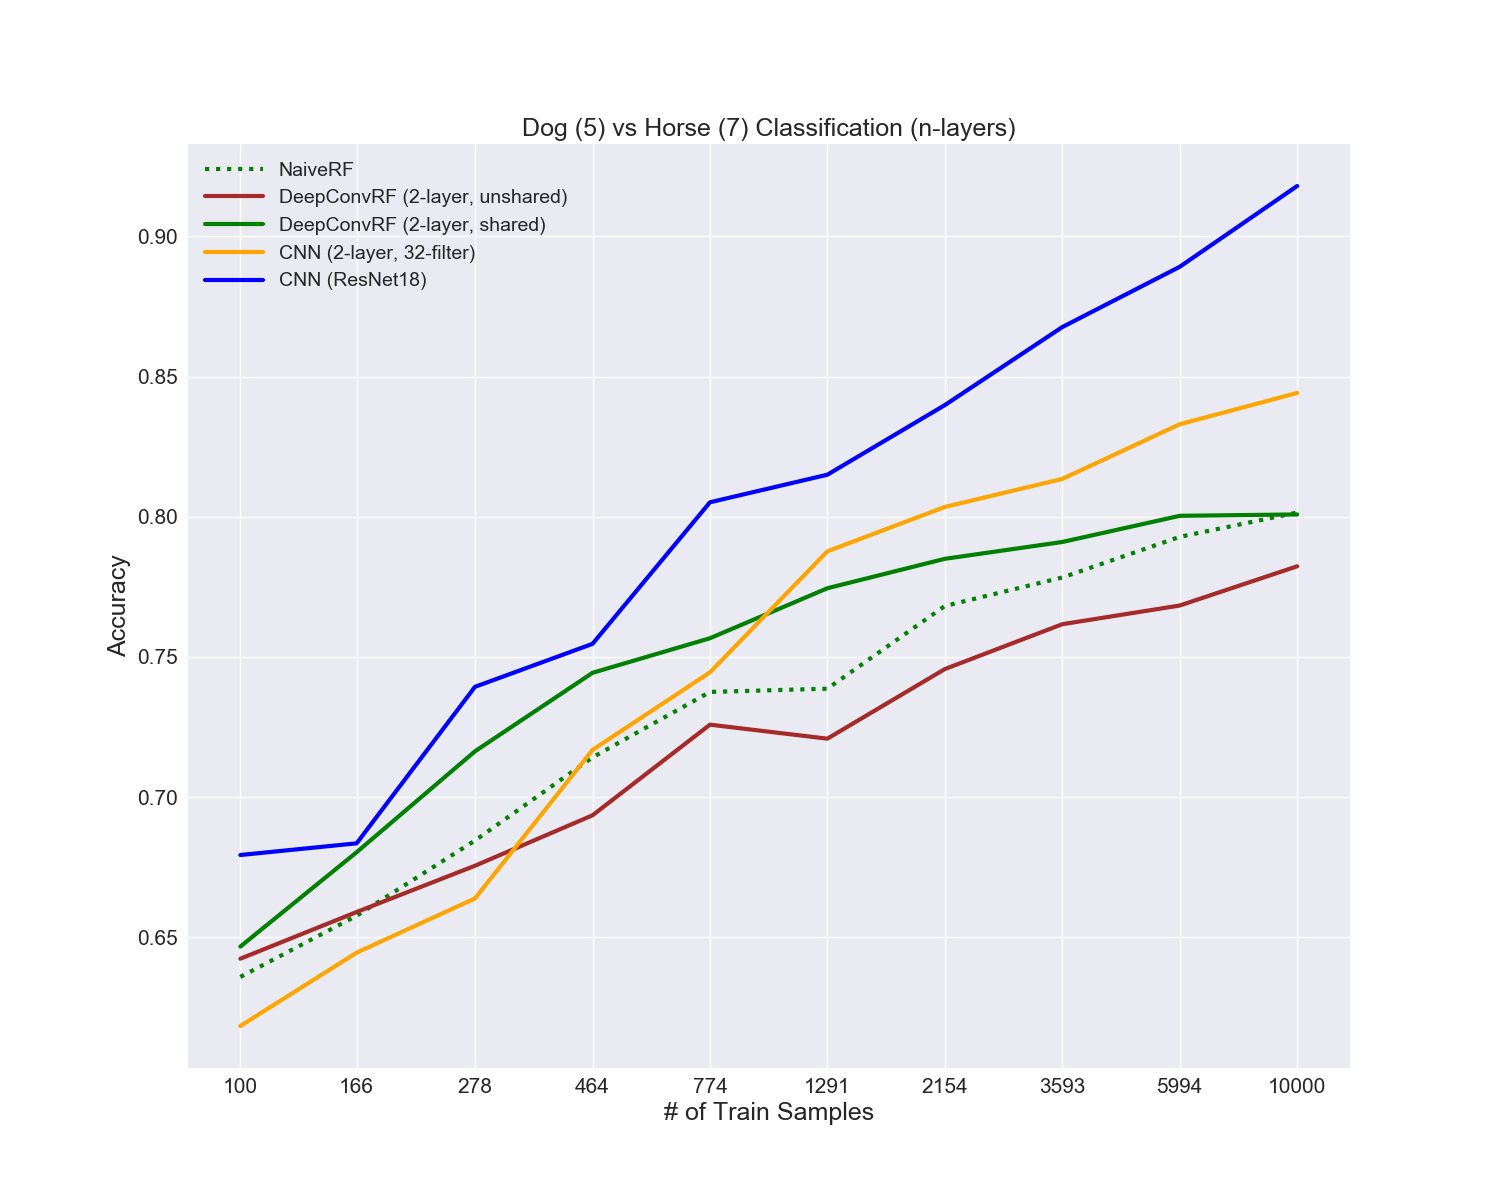 Dog (5) vs Horse (7) Classification (n-layers)
NaiveRF
DeepConvRF (2-layer, unshared)
DeepConvRF (2-layer, shared)
CNN (2-layer, 32-filter)
CNN (ResNet18)
0.90
0.85
0.80
0.75
0.70
0.65
Accuracy
100 166 278 464 774 1291 2154 3593 5994 10000
# of Train Samples